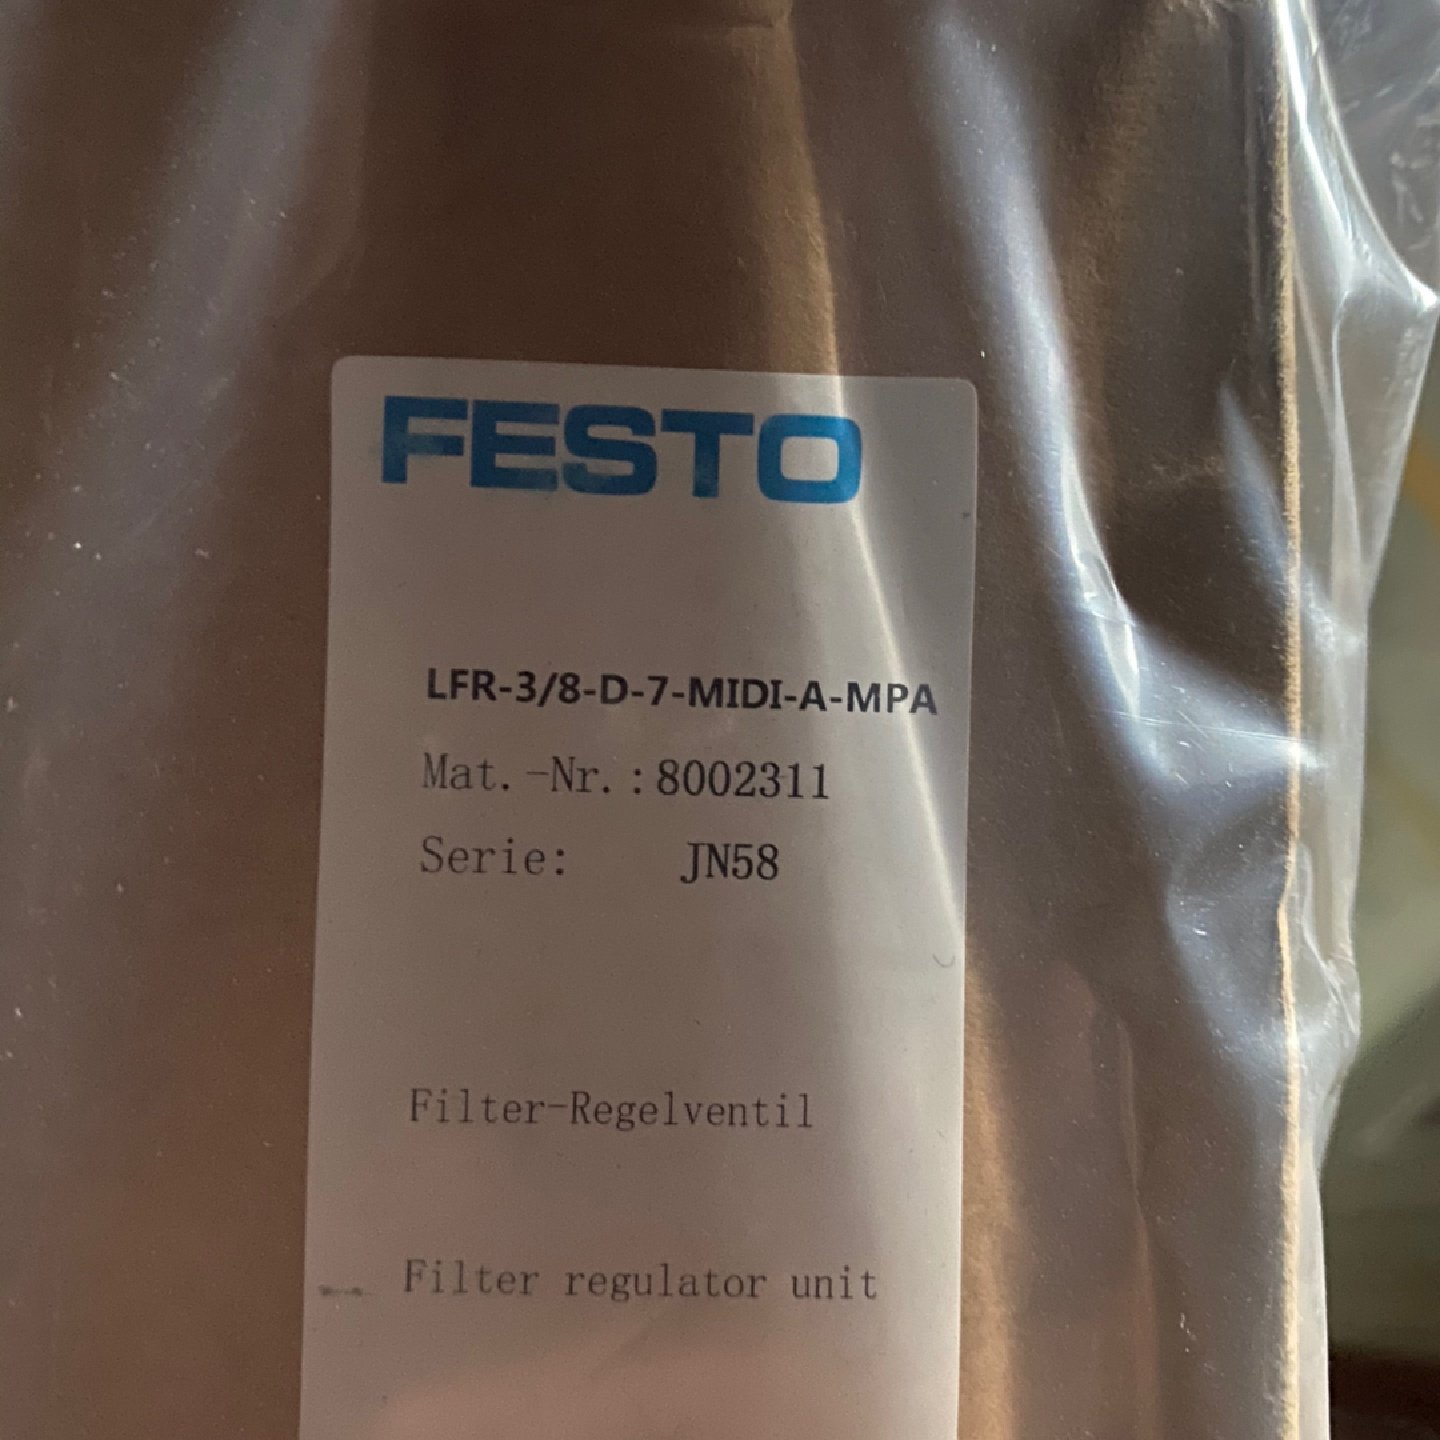 FESTO
LFR-3/8-D-7-MIDI-A-MPA
Mat.-Nr.:8002311
Serie: JN58
Filter-Regelventil
Filter regulator unit